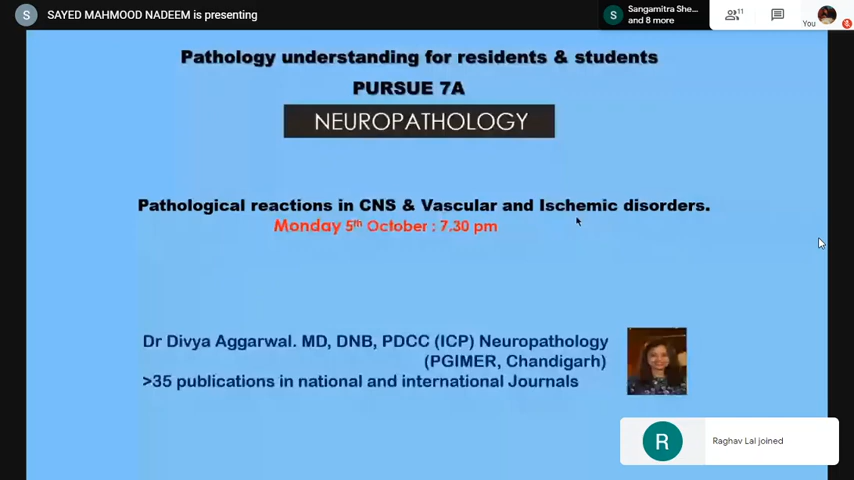 S SAYED MAHMOOD NADEEM is presenting
S Sangamitra She... and 8 more
11
You
Pathology understanding for residents & students
PURSUE 7A
NEUROPATHOLOGY
Pathological reactions in CNS & Vascular and Ischemic disorders.
Monday 5th October : 7.30 pm
Dr Divya Aggarwal. MD, DNB, PDCC (ICP) Neuropathology
(PGIMER, Chandigarh)
>35 publications in national and international Journals
R Raghav Lal joined